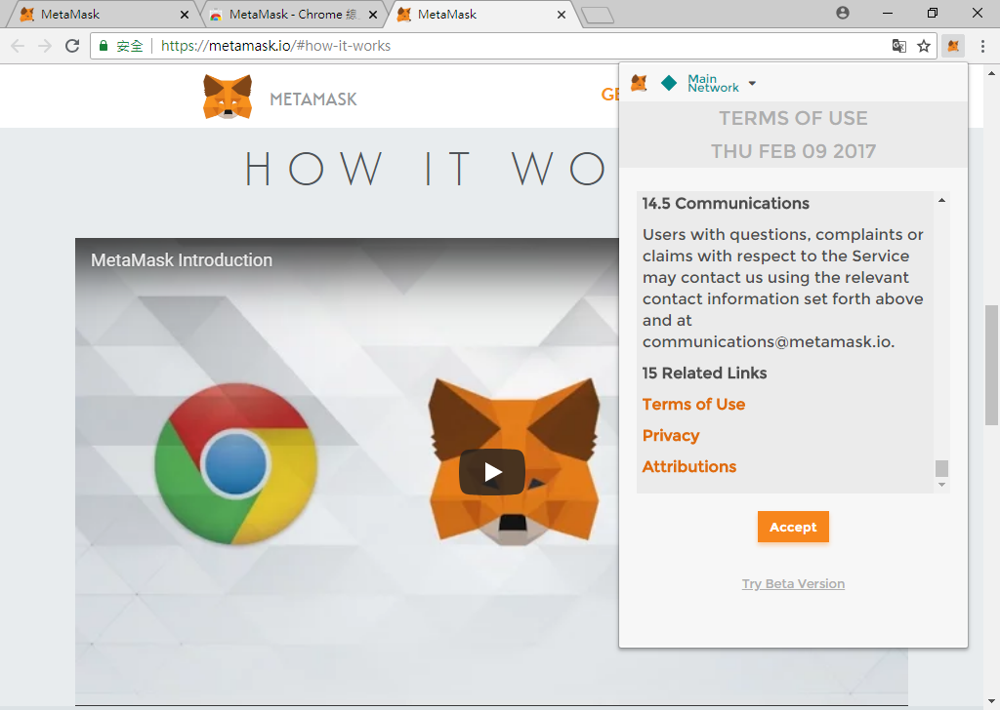 MetaMask
MetaMask - Chrome 線
MetaMask
安全
https://metamask.io/#how-it-works
METAMASK
GE
HOW IT WO
MetaMask Introduction
Main
Network
TERMS OF USE
THU FEB 09 2017
14.5 Communications
Users with questions, complaints or
claims with respect to the Service
may contact us using the relevant
contact information set forth above
and at
communications@metamask.io.
15 Related Links
Terms of Use
Privacy
Attributions
Accept
Try Beta Version